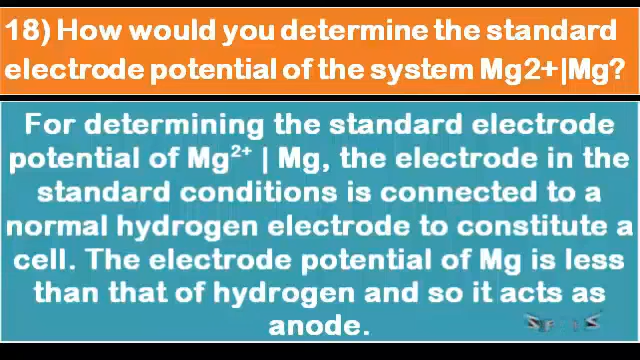 18) How would you determine the standard
electrode potential of the system Mg2+|Mg?
For determining the standard electrode
potential of Mg²⁺ | Mg, the electrode in the
standard conditions is connected to a
normal hydrogen electrode to constitute a
cell. The electrode potential of Mg is less
than that of hydrogen and so it acts as
anode.